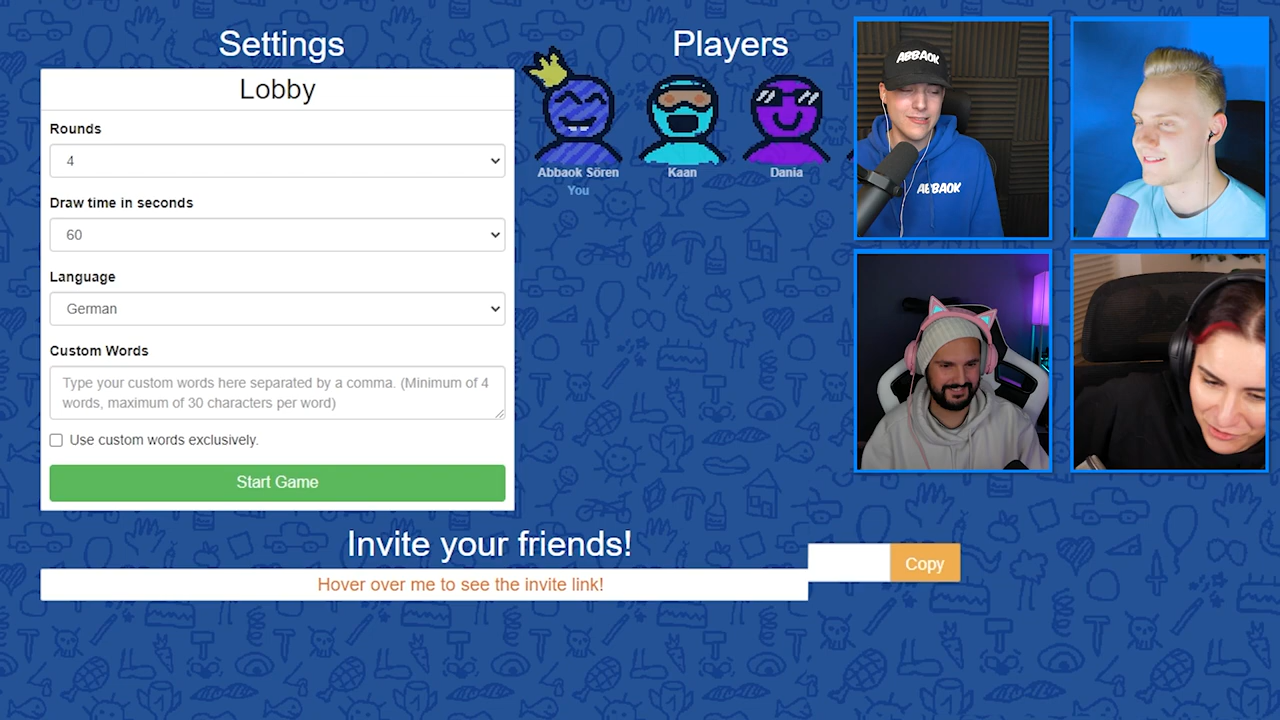 Settings
Lobby
Rounds
4
Draw time in seconds
60
Language
German
Custom Words
Type your custom words here separated by a comma. (Minimum of 4
words, maximum of 30 characters per word)
Use custom words exclusively.
Start Game
Players
Abbaok Sören
You
Kaan
Dania
ABBAOK
ABBAOK
Invite your friends!
Hover over me to see the invite link!
Copy